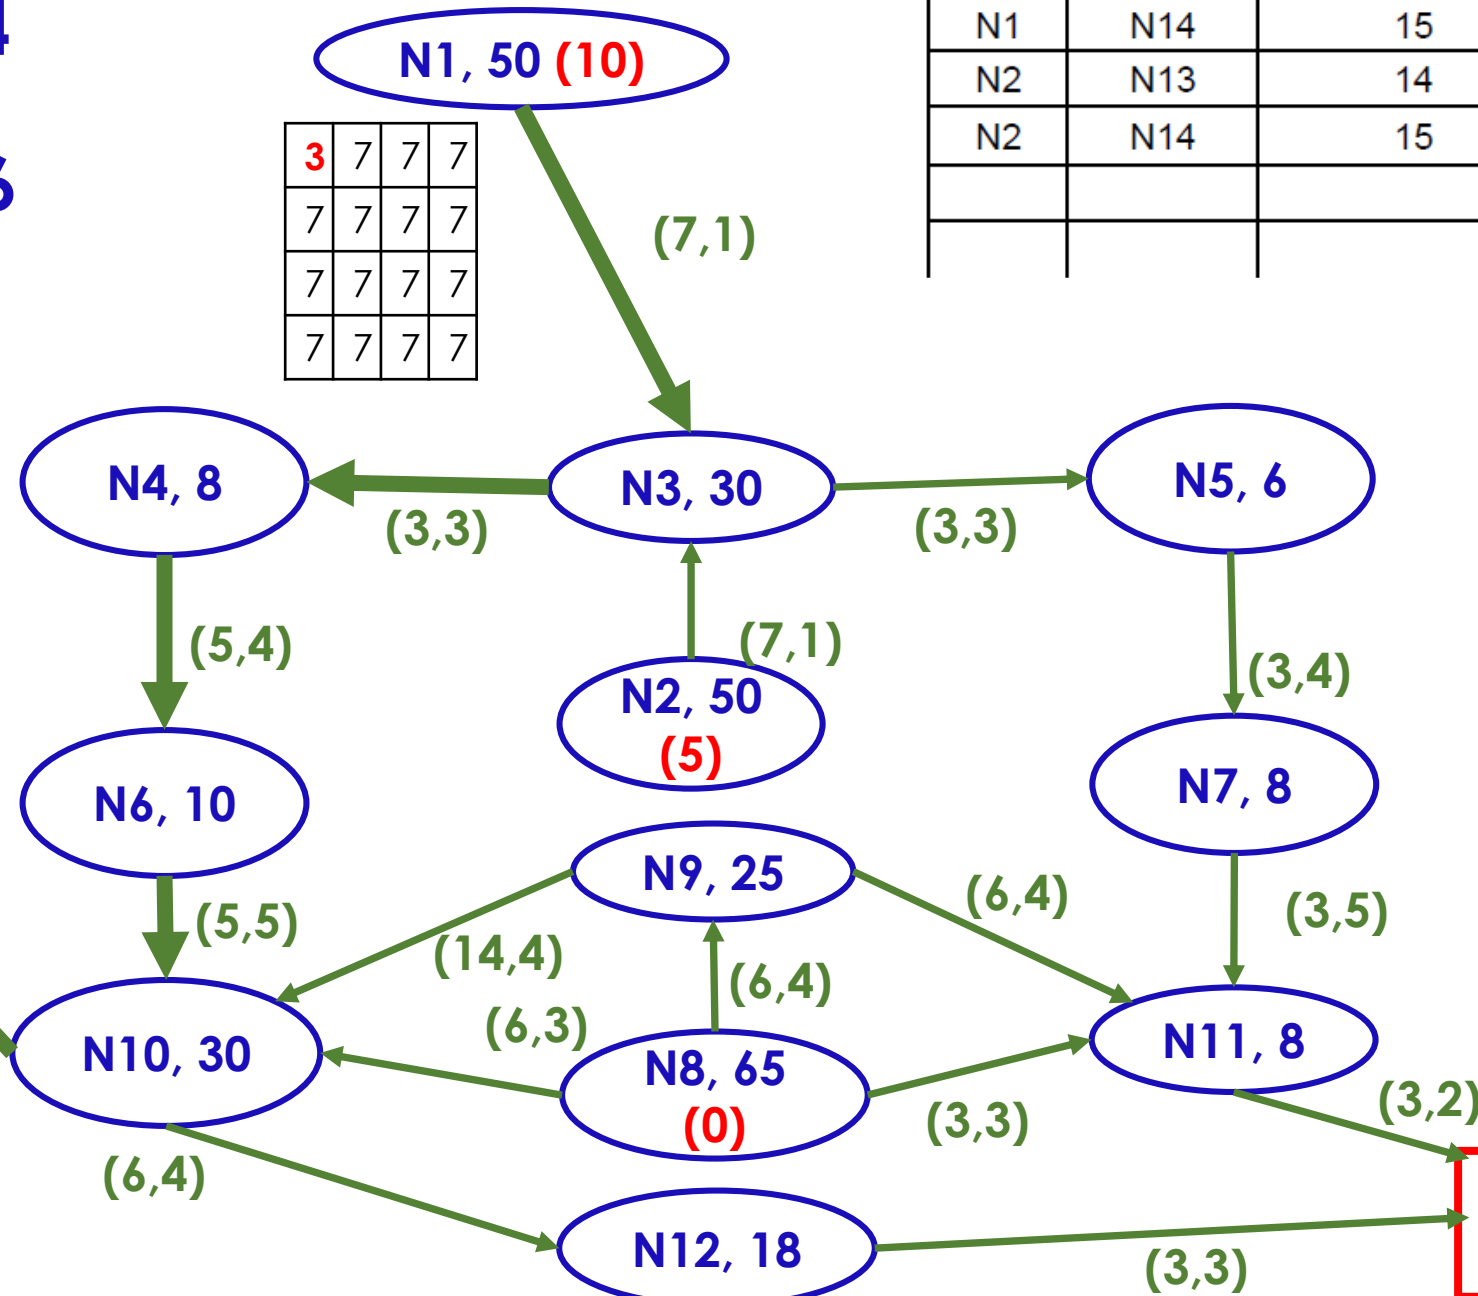 N1, 50 (10)
N1 N14 15
N2 N13 14
N2 N14 15
3 7 7 7
7 7 7 7
7 7 7 7
7 7 7 7
(7,1)
N4, 8
N3, 30
N5, 6
(3,3)
(3,3)
(5,4)
(7,1)
(3,4)
N2, 50
(5)
N6, 10
N7, 8
N9, 25
(6,4)
(5,5)
(3,5)
(14,4)
(6,4)
(6,3)
N10, 30
N8, 65
(0)
N11, 8
(3,2)
(3,3)
(6,4)
N12, 18
(3,3)